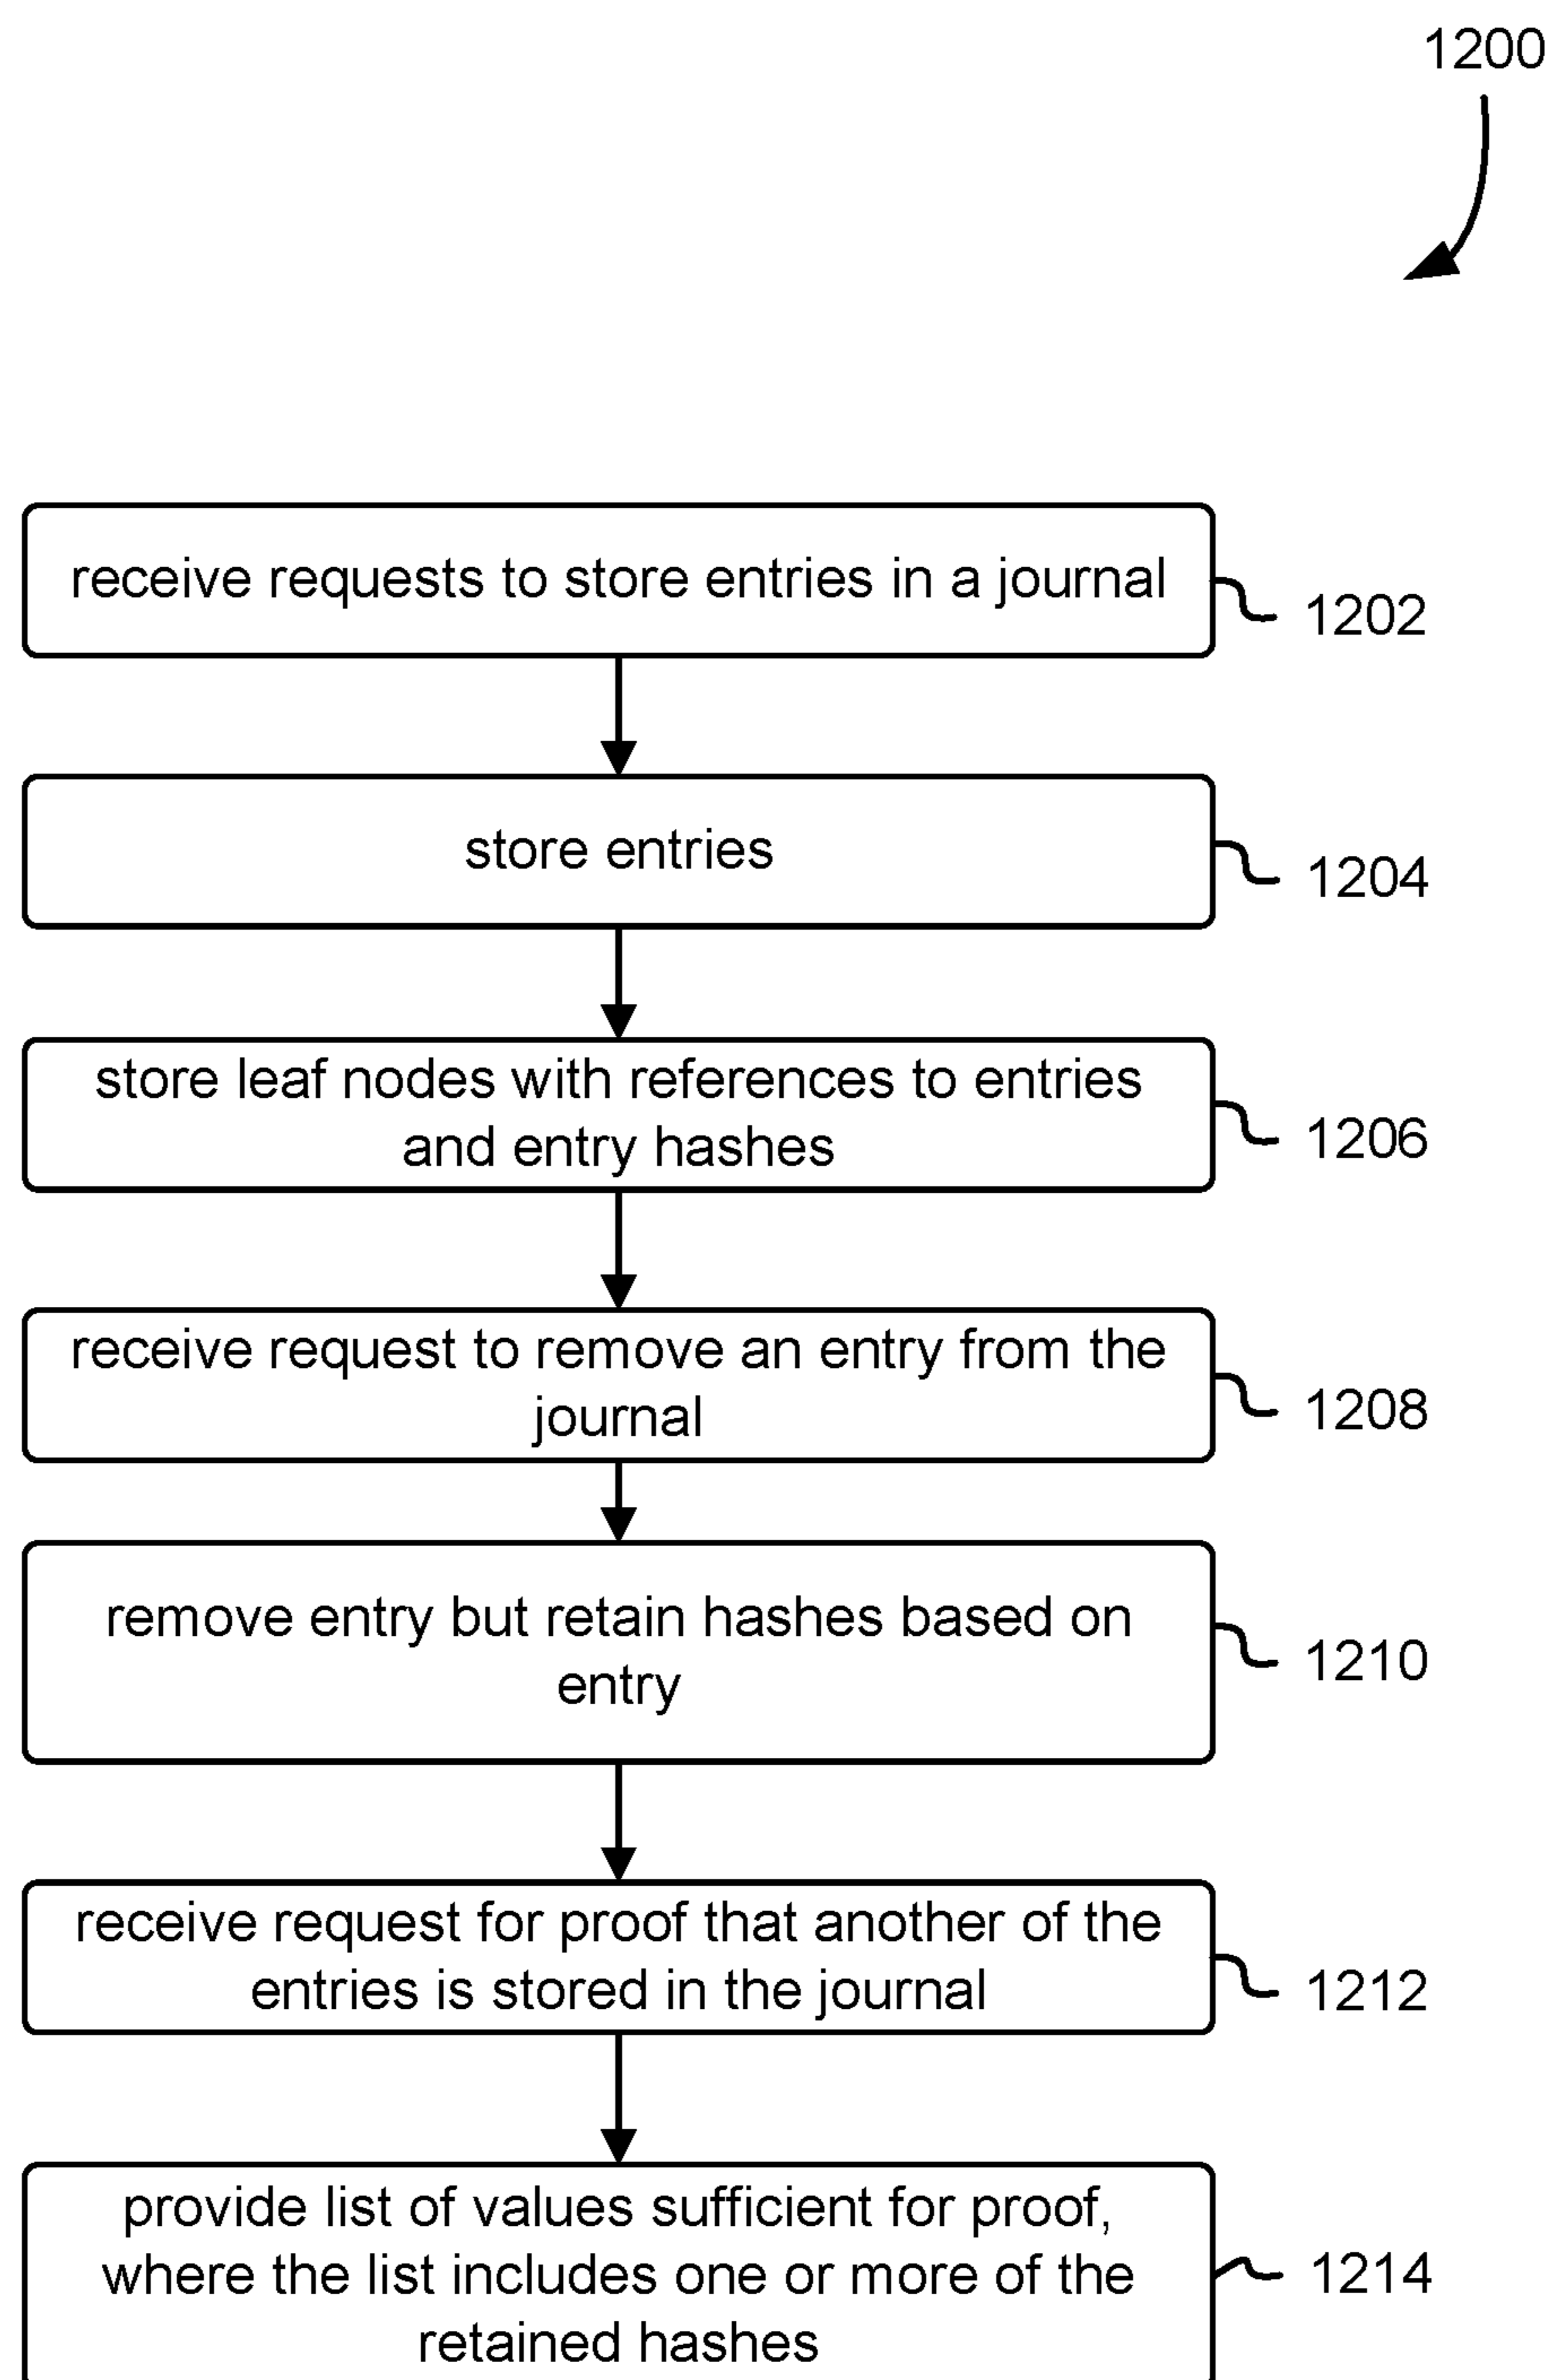 1200
receive requests to store entries in a journal
1202
store entries
1204
store leaf nodes with references to entries
and entry hashes
1206
receive request to remove an entry from the
journal
1208
remove entry but retain hashes based on
entry
1210
receive request for proof that another of the
entries is stored in the journal
1212
provide list of values sufficient for proof,
where the list includes one or more of the
retained hashes
1214